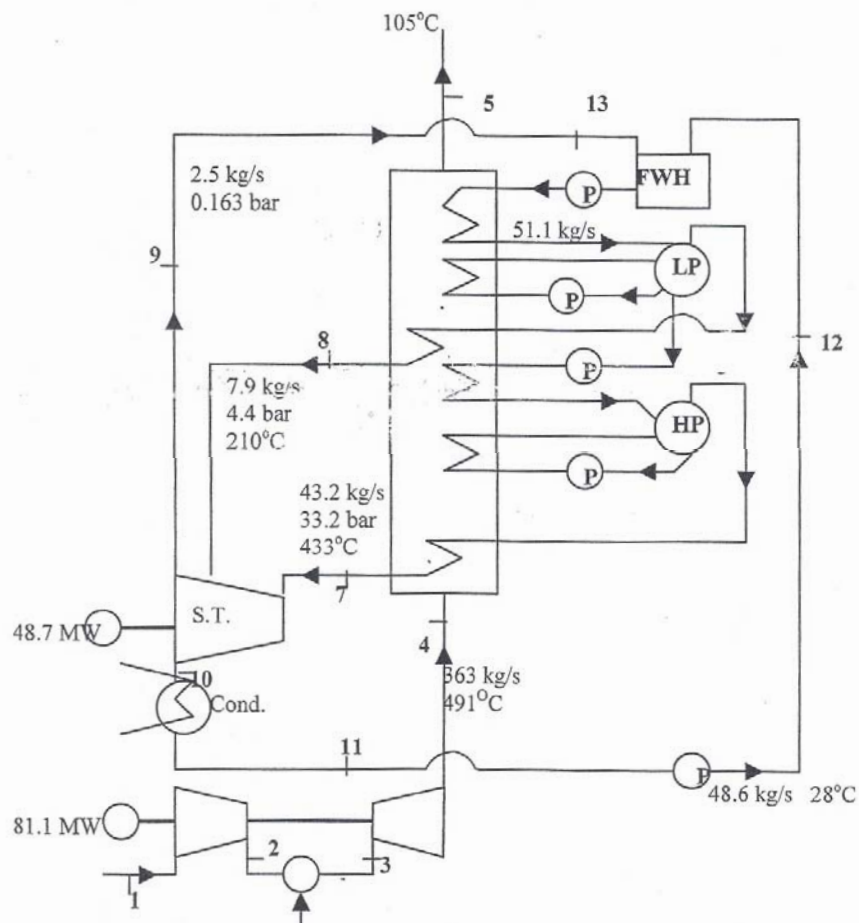 105°C
5
13
2.5 kg/s
0.163 bar
FWH
P
51.1 kg/s
LP
9
P
8
12
7.9 kg/s
4.4 bar
210°C
P
HP
43.2 kg/s
33.2 bar
433°C
P
7
S.T.
4
48.7 MW
10
Cond.
363 kg/s
491°C
11
P
48.6 kg/s 28°C
81.1 MW
2
3
1